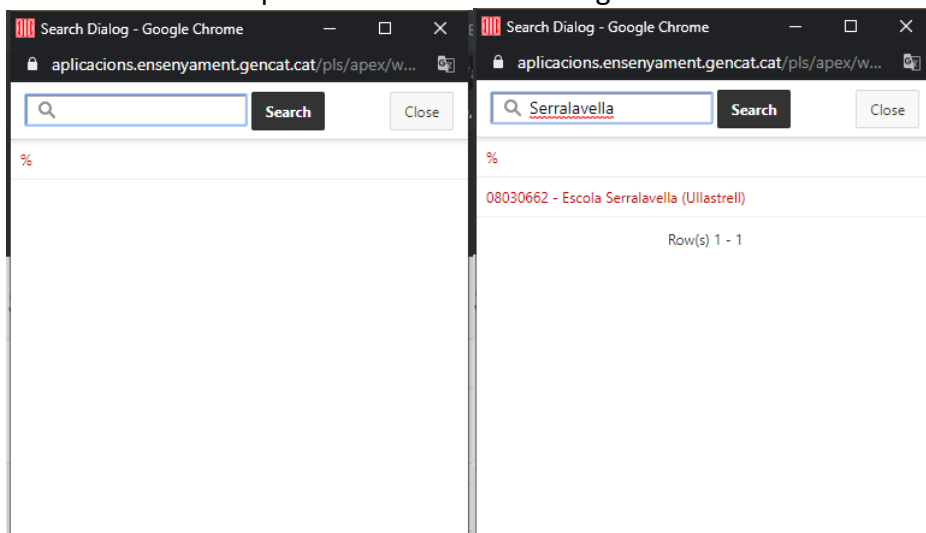 Search Dialog - Google Chrome
aplicacions.ensenyament.gencat.cat/pls/apex/w...
Search
Close
%
Search Dialog - Google Chrome
aplicacions.ensenyament.gencat.cat/pls/apex/w...
Serralavella
Search
Close
%
08030662 - Escola Serralavella (Ullastrell)
Row(s) 1 - 1